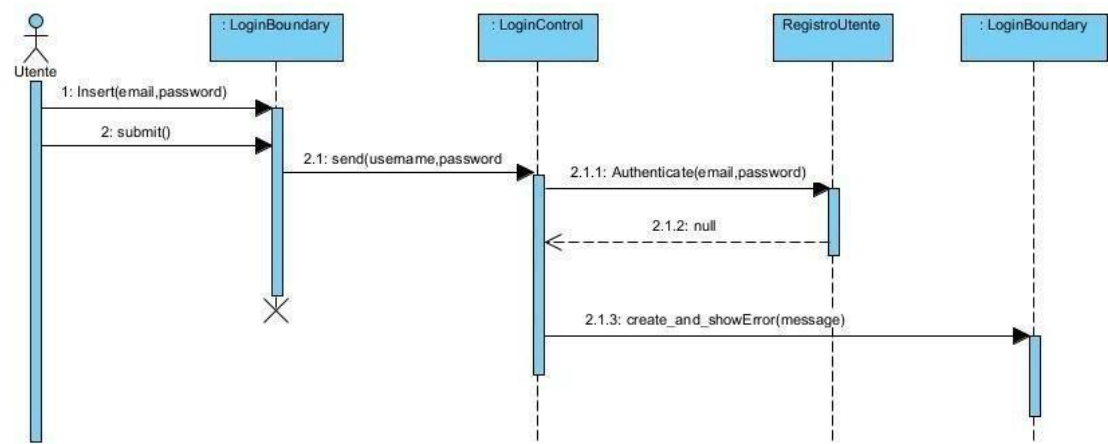 : LoginBoundary
: LoginControl
RegistroUtente
: LoginBoundary
Utente
1: Insert(email,password)
2: submit()
2.1: send(username,password
2.1.1: Authenticate(email,password)
2.1.2: null
2.1.3: create_and_showError(message)